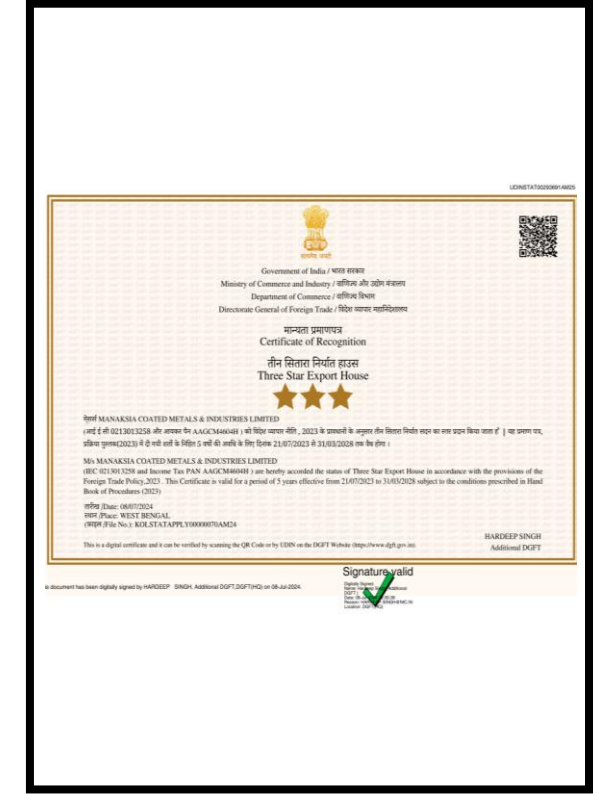 UDINSTAT002936914M25
सत्यमेव जयते
Government of India / भारत सरकार
Ministry of Commerce and Industry / वाणिज्य और उद्योग मंत्रालय
Department of Commerce / वाणिज्य विभाग
Directorate General of Foreign Trade / विदेश व्यापार महानिदेशालय
मान्यता प्रमाणपत्र
Certificate of Recognition
तीन सितारा निर्यात हाउस
Three Star Export House
मेसर्स MANAKSIA COATED METALS & INDUSTRIES LIMITED
(आई ई सी 0213013258 और आयकर पैन AAGCM4604H ) को विदेश व्यापार नीति , 2023 के प्रावधानों के अनुसार तीन सितारा निर्यात सदन का स्तर प्रदान किया जाता हैं | यह प्रमाण पत्र,
प्रक्रिया पुस्तक(2023) में दी गयी शर्तों के निहित 5 वर्षों की अवधि के लिए दिनांक 21/07/2023 से 31/03/2028 तक वैध होगा ।
M/s MANAKSIA COATED METALS & INDUSTRIES LIMITED
(IEC 0213013258 and Income Tax PAN AAGCM4604H ) are hereby accorded the status of Three Star Export House in accordance with the provisions of the
Foreign Trade Policy,2023 . This Certificate is valid for a period of 5 years effective from 21/07/2023 to 31/03/2028 subject to the conditions prescribed in Hand
Book of Procedures (2023)
तारीख /Date: 08/07/2024
स्थान /Place: WEST BENGAL
(फ़ाइल /File No.): KOLSTATAPPLY00000070AM24
HARDEEP SINGH
This is a digital certificate and it can be verified by scanning the QR Code or by UDIN on the DGFT Website (https://www.dgft.gov.in).
Additional DGFT
Signature valid
is document has been digitally signed by HARDEEP SINGH, Additional DGFT,DGFT(HQ) on 08-Jul-2024.
Digitally Signed